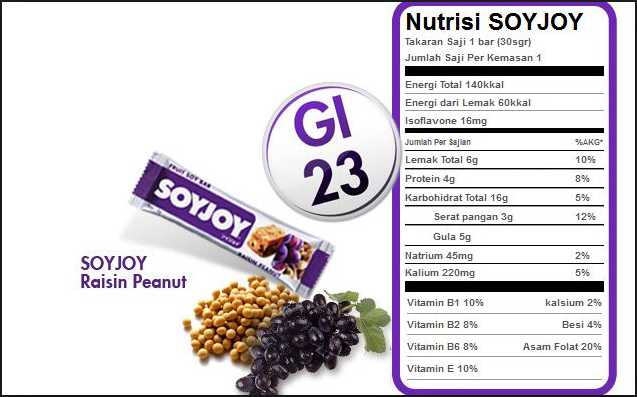 GI
23
FRUIT SOY BAR
SOYJOY
RAISIN PEANUT
SOYJOY
Raisin Peanut
Nutrisi SOYJOY
Takaran Saji 1 bar (30sgr)
Jumlah Saji Per Kemasan 1
Energi Total 140kkal
Energi dari Lemak 60kkal
Isoflavone 16mg
Jumlah Per Sajian %AKG*
Lemak Total 6g 10%
Protein 4g 8%
Karbohidrat Total 16g 5%
Serat pangan 3g 12%
Gula 5g
Natrium 45mg 2%
Kalium 220mg 5%
Vitamin B1 10% kalsium 2%
Vitamin B2 8% Besi 4%
Vitamin B6 8% Asam Folat 20%
Vitamin E 10%